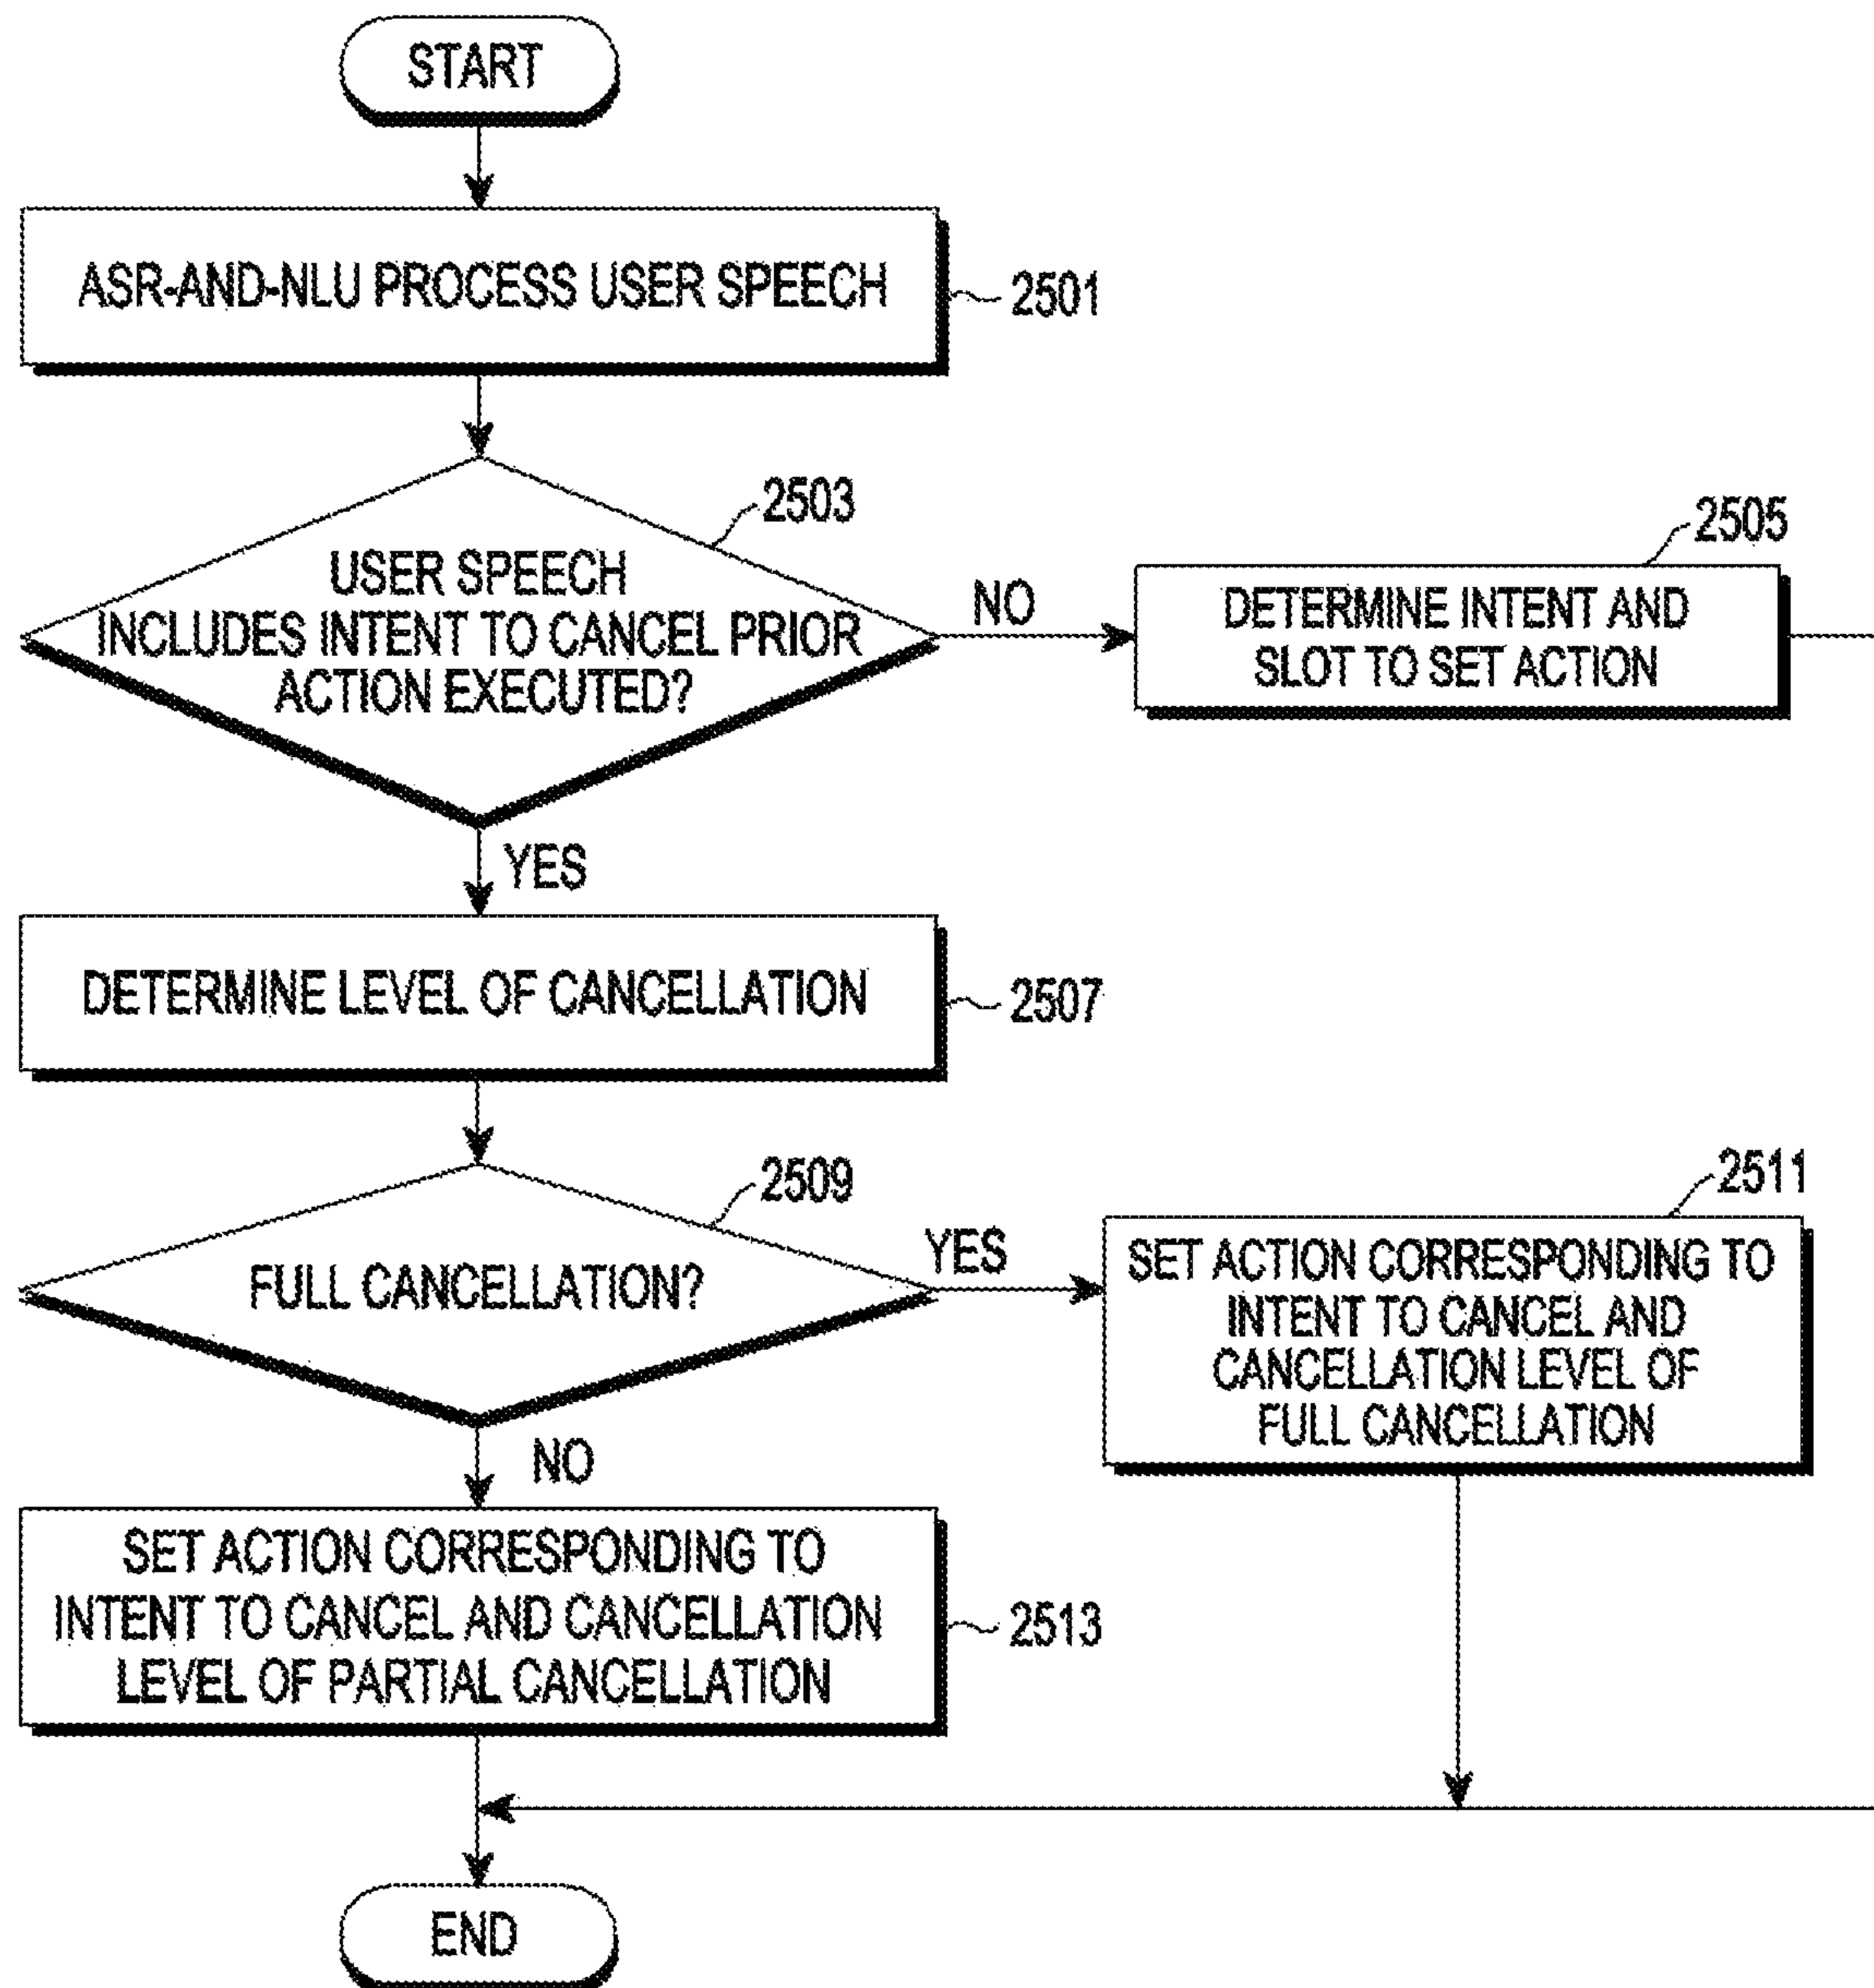 START
ASR-AND-NLU PROCESS USER SPEECH
2501
2503
USER SPEECH
INCLUDES INTENT TO CANCEL PRIOR
ACTION EXECUTED?
NO
2505
DETERMINE INTENT AND
SLOT TO SET ACTION
YES
DETERMINE LEVEL OF CANCELLATION
2507
2509
FULL CANCELLATION?
YES
2511
SET ACTION CORRESPONDING TO
INTENT TO CANCEL AND
CANCELLATION LEVEL OF
FULL CANCELLATION
NO
SET ACTION CORRESPONDING TO
INTENT TO CANCEL AND CANCELLATION
LEVEL OF PARTIAL CANCELLATION
2513
END